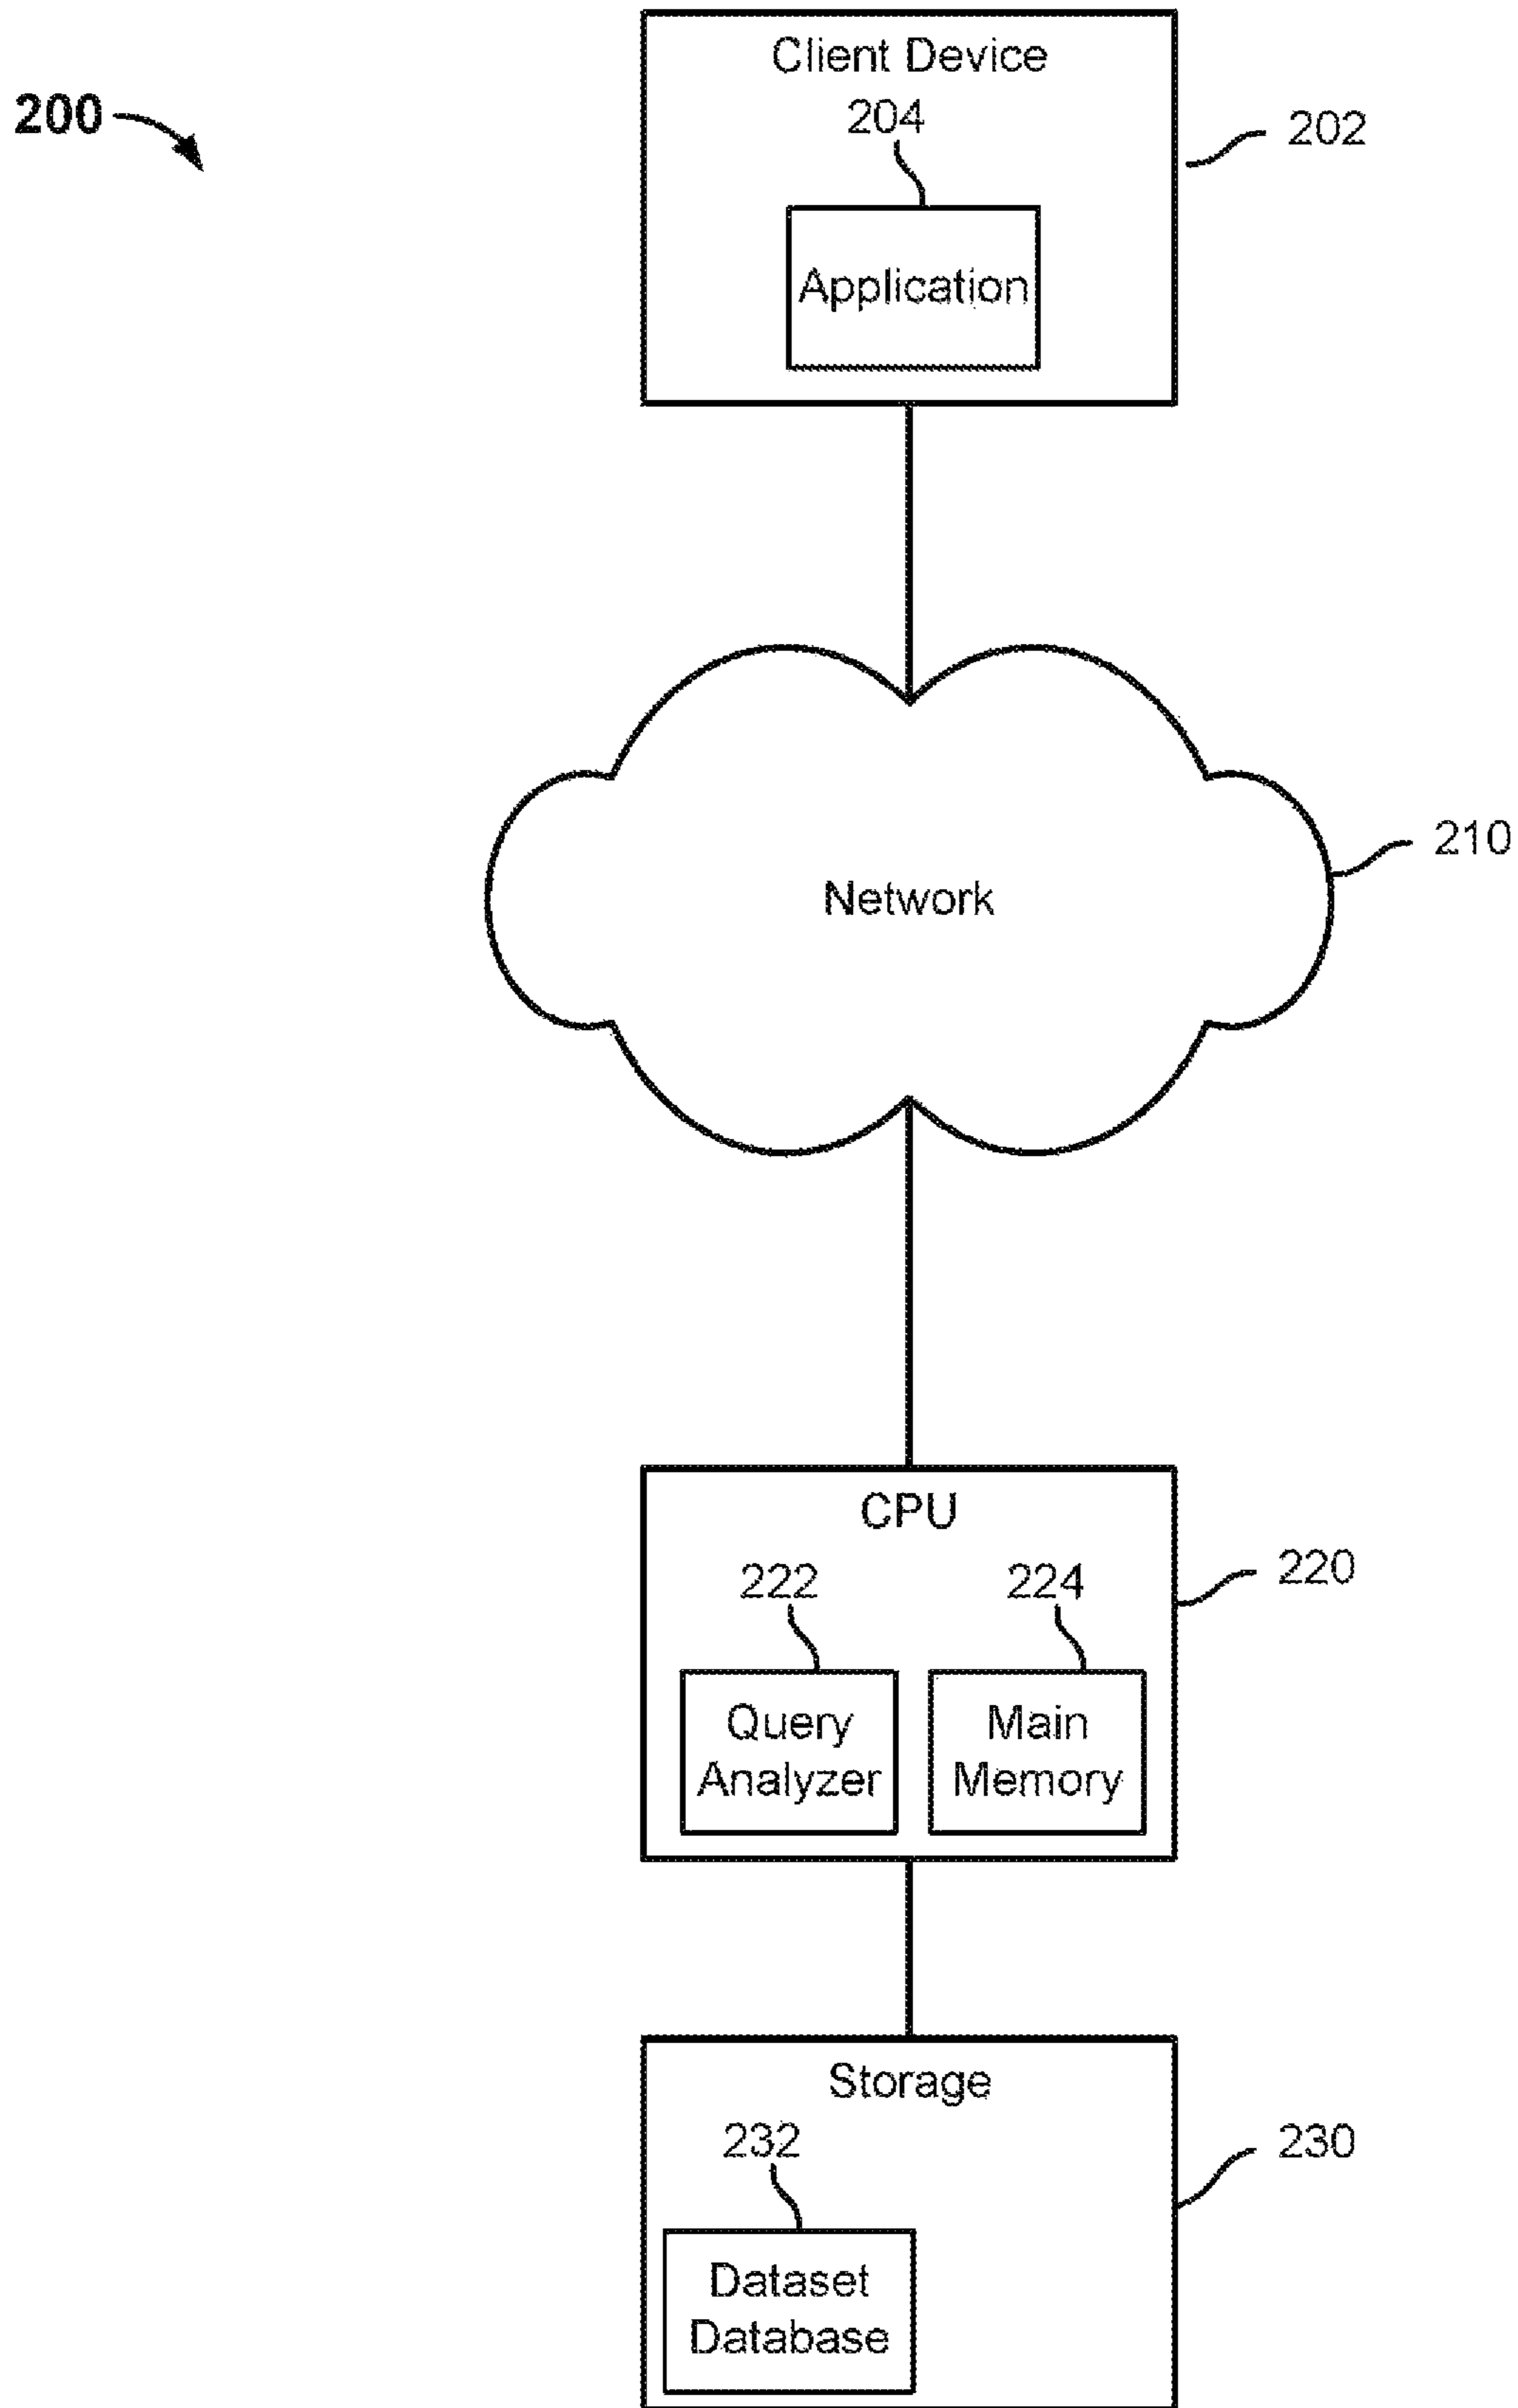 Client Device
200
204
202
Application
210
Network
CPU
220
222
224
Query
Analyzer
Main
Memory
Storage
230
232
Dataset
Database